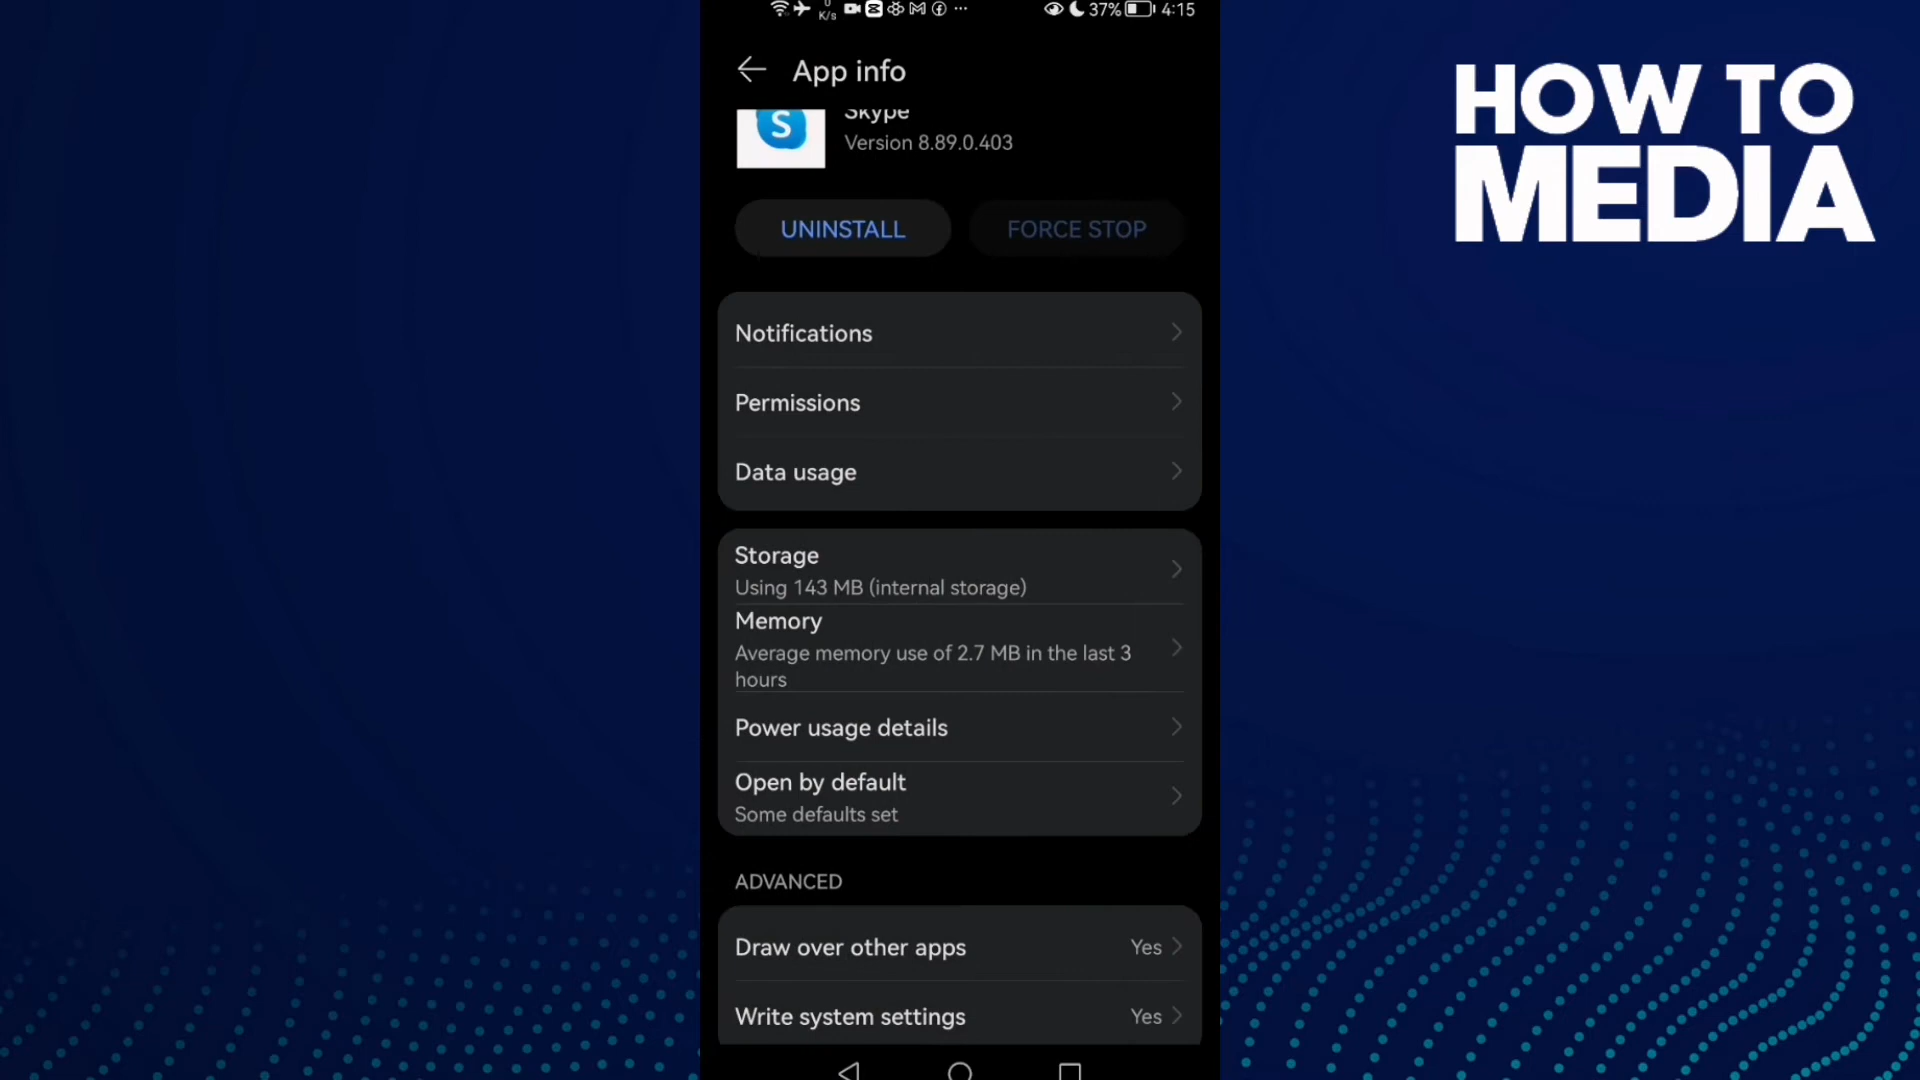 0
K/s
37%
4:15
App info
Skype
Version 8.89.0.403
UNINSTALL
FORCE STOP
Notifications
Permissions
Data usage
Storage
Using 143 MB (internal storage)
Memory
Average memory use of 2.7 MB in the last 3
hours
Power usage details
Open by default
Some defaults set
ADVANCED
Draw over other apps
Yes
Write system settings
Yes
HOW TO
MEDIA